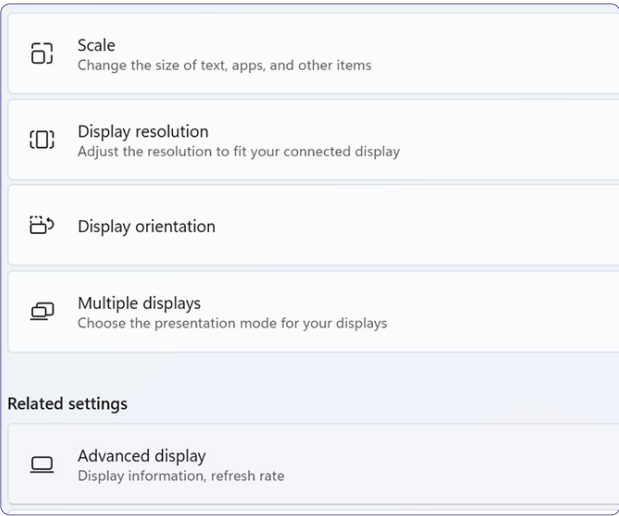 Scale
Change the size of text, apps, and other items
Display resolution
Adjust the resolution to fit your connected display
Display orientation
Multiple displays
Choose the presentation mode for your displays
Related settings
Advanced display
Display information, refresh rate